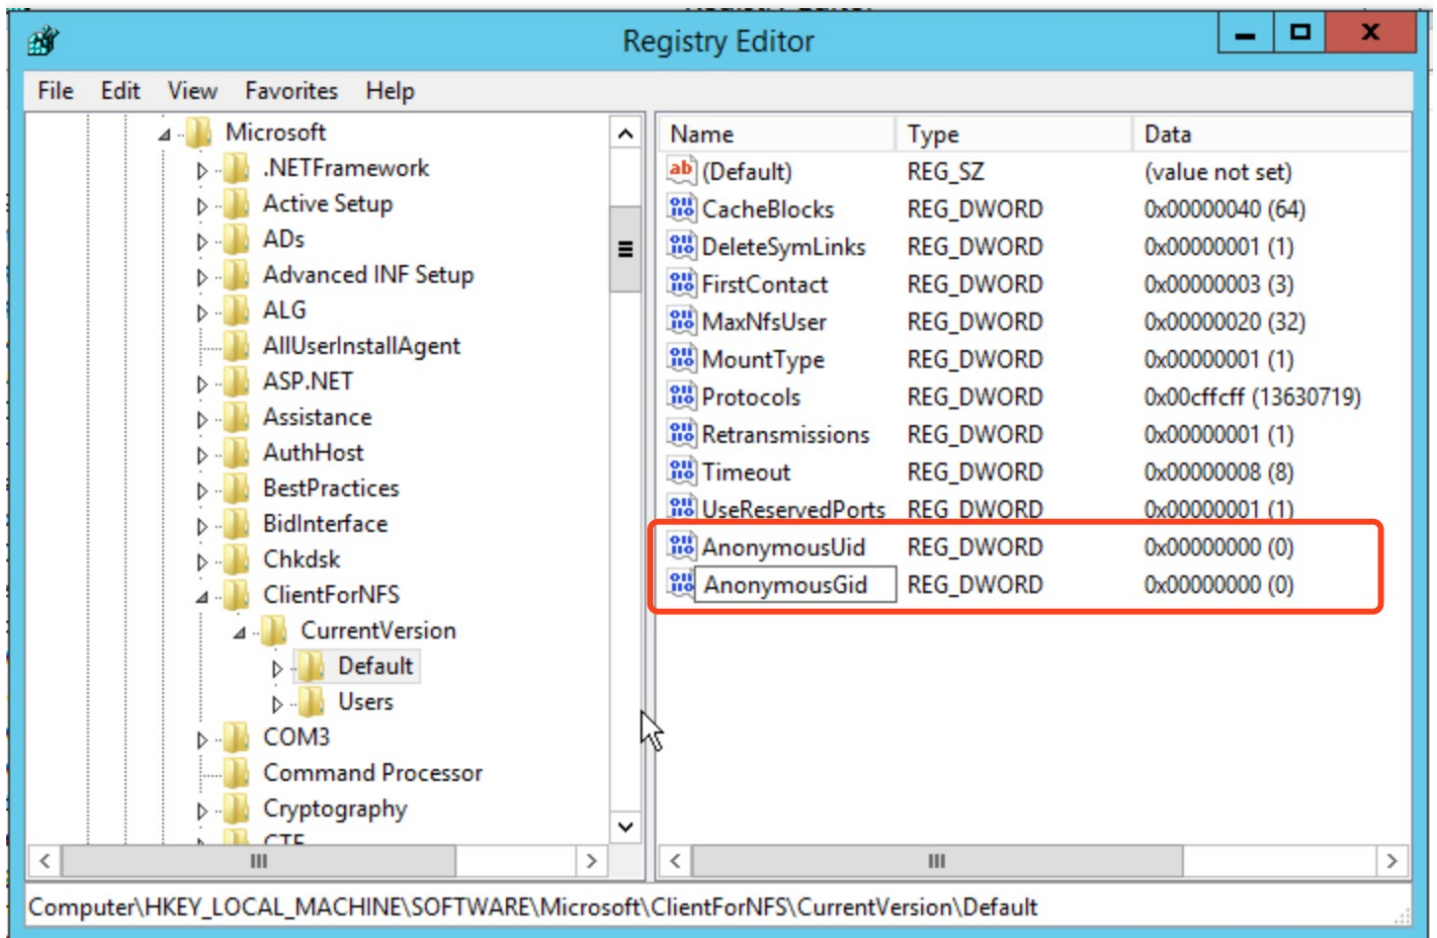 Registry Editor
File Edit View Favorites Help
Microsoft
.NETFramework
Active Setup
ADs
Advanced INF Setup
ALG
AllUserInstallAgent
ASP.NET
Assistance
AuthHost
BestPractices
BidInterface
Chkdsk
ClientForNFS
CurrentVersion
Default
Users
COM3
Command Processor
Cryptography
CTF
Name Type Data
(Default) REG_SZ (value not set)
CacheBlocks REG_DWORD 0x00000040 (64)
DeleteSymLinks REG_DWORD 0x00000001 (1)
FirstContact REG_DWORD 0x00000003 (3)
MaxNfsUser REG_DWORD 0x00000020 (32)
MountType REG_DWORD 0x00000001 (1)
Protocols REG_DWORD 0x00cffcff (13630719)
Retransmissions REG_DWORD 0x00000001 (1)
Timeout REG_DWORD 0x00000008 (8)
UseReservedPorts REG_DWORD 0x00000001 (1)
AnonymousUid REG_DWORD 0x00000000 (0)
AnonymousGid REG_DWORD 0x00000000 (0)
Computer\HKEY_LOCAL_MACHINE\SOFTWARE\Microsoft\ClientForNFS\CurrentVersion\Default